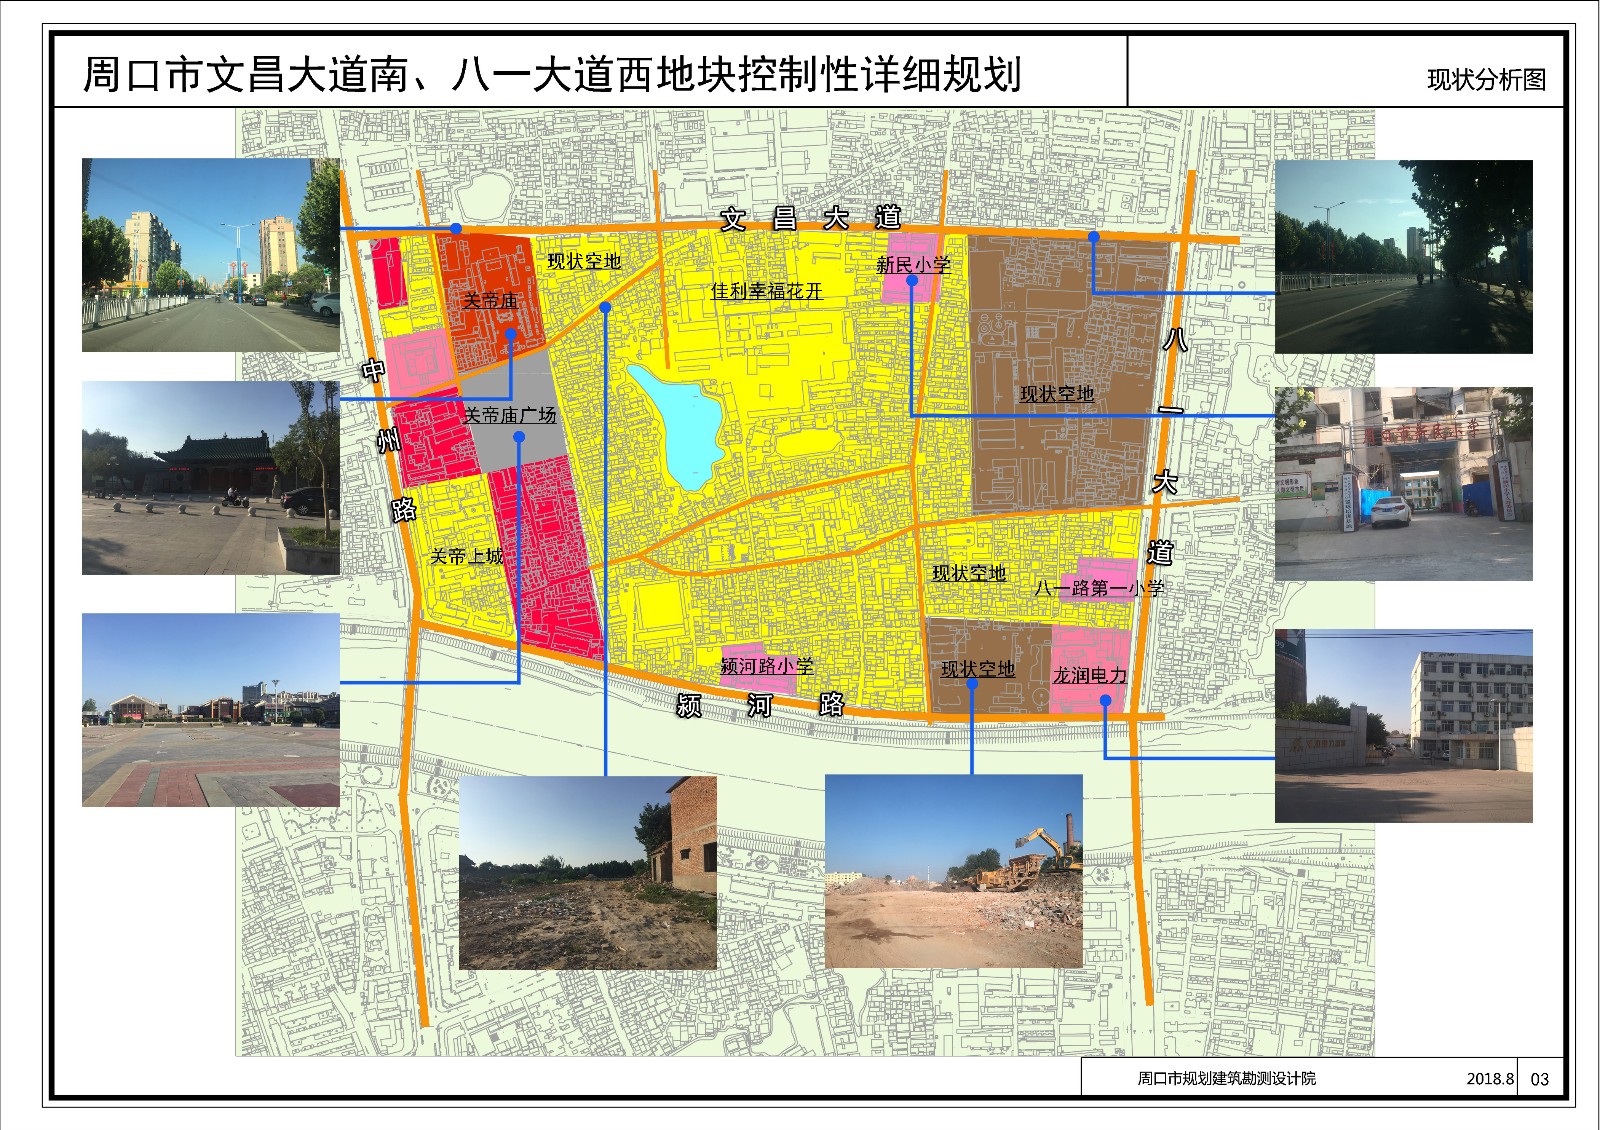 周口市文昌大道南、八一大道西地块控制性详细规划
现状分析图
文昌大道
现状空地
新民小学
关帝庙
佳利幸福花开
八一大道
中州路
现状空地
关帝庙广场
关帝上城
现状空地
八一路第一小学
颍河路小学
现状空地
龙润电力
颍河路
周口市规划建筑勘测设计院
2018.8
03